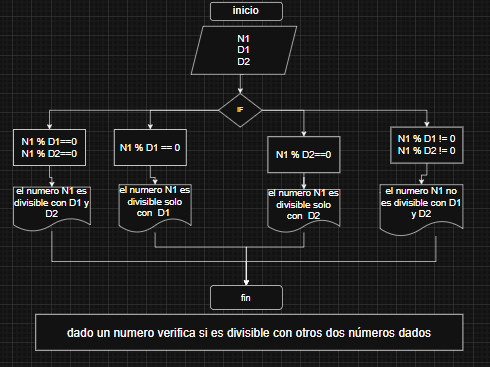 inicio
N1
D1
D2
IF
N1 % D1==0
N1 % D2==0
N1 % D1 == 0
N1 % D2==0
N1 % D1 != 0
N1 % D2 != 0
el numero N1 es
divisible con D1 y
D2
el numero N1 es
divisible solo
con D1
el numero N1 es
divisible solo
con D2
el numero N1 no
es divisible con D1
y D2
fin
dado un numero verifica si es divisible con otros dos números dados